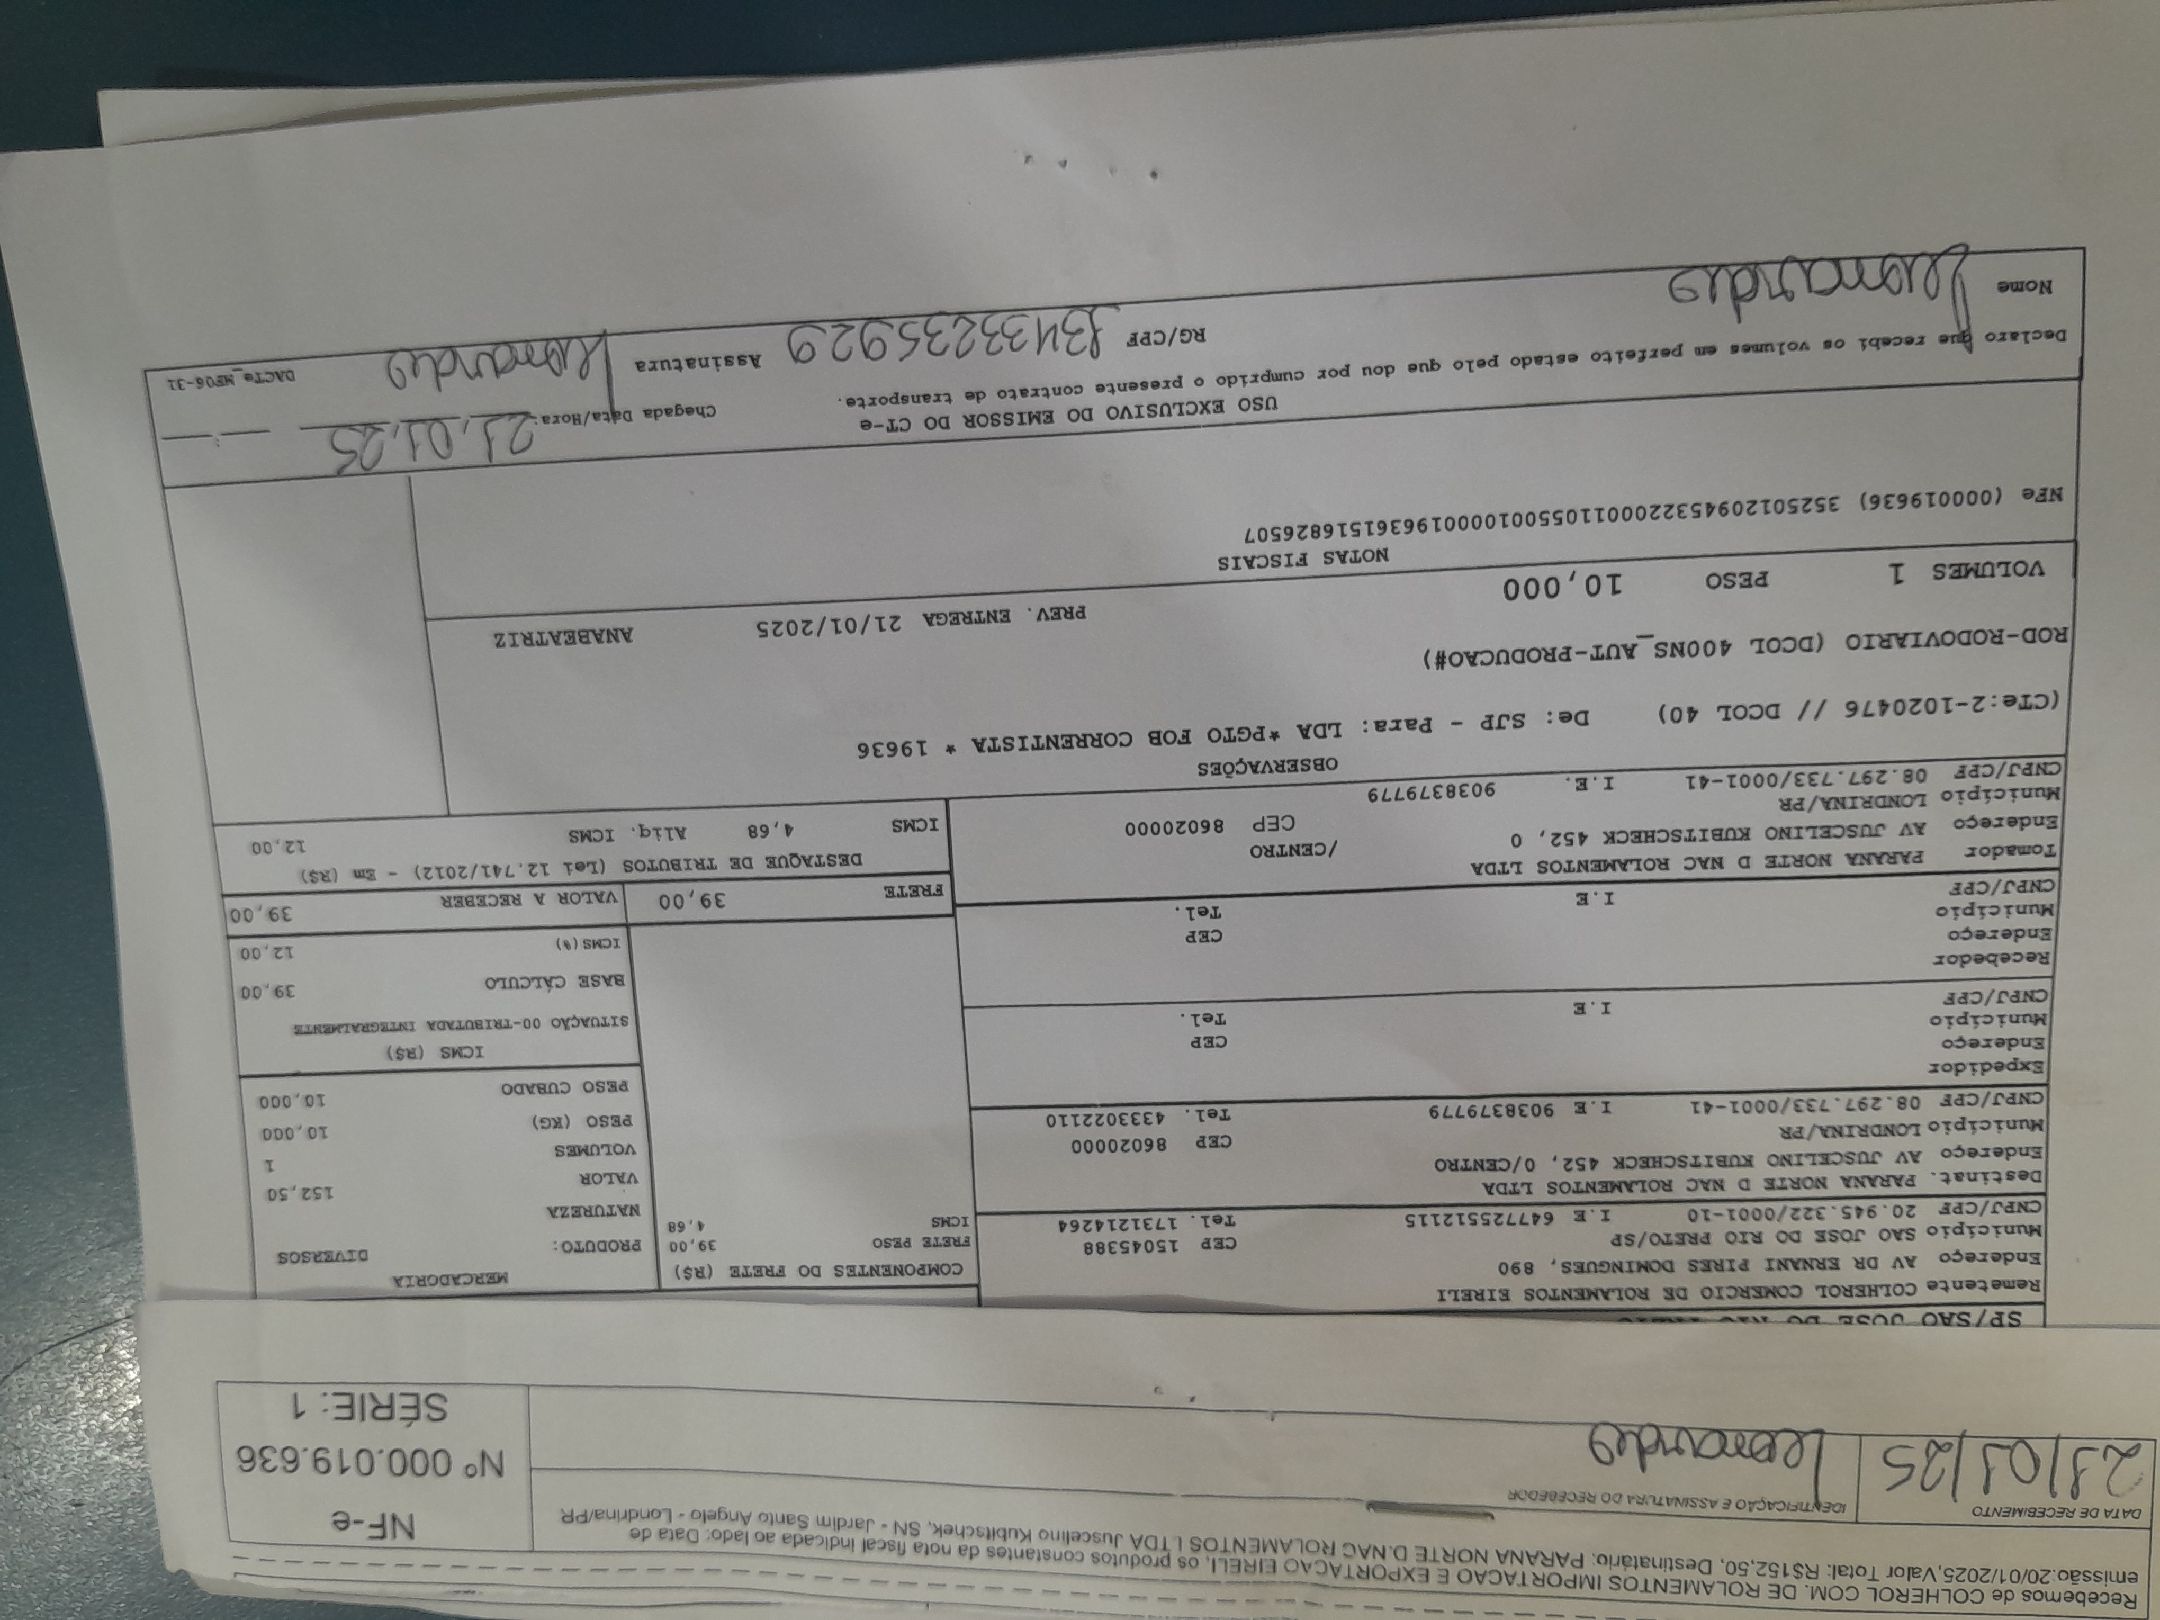 Recebemos de COLHEROL COM. DE ROLAMENTOS IMPORTACAO E EXPORTACAO EIRELI, os produtos constantes da nota fiscal indicada ao lado; Data de
emissão:20/01/2025,Valor Total: R$152,50, Destinatário: PARANA NORTE D.NAC ROLAMENTOS LTDA Juscelino Kubitschek, SN - Jardim Santo Angelo - Londrina/PR
DATA DE RECEBIMENTO
21/01/25
IDENTIFICAÇÃO E ASSINATURA DO RECEBEDOR
Leonardo
NF-e
Nº 000.019.636
SÉRIE: 1
SP/SAO JOSE DO RIO
Remetente COLHEROL COMERCIO DE ROLAMENTOS EIRELI
Endereço AV DR ERNANI PIRES DOMINGUES, 890
Município SAO JOSE DO RIO PRETO/SP CEP 15045388
CNPJ/CPF 20.945.322/0001-10 I.E 647725512115 Tel. 1731214264
Destinat. PARANA NORTE D NAC ROLAMENTOS LTDA
Endereço AV JUSCELINO KUBITSCHECK 452, 0/CENTRO
Município LONDRINA/PR CEP 86020000
CNPJ/CPF 08.297.733/0001-41 I.E 9038379779 Tel. 4333022110
Expedidor
Endereço
Município CEP
CNPJ/CPF I.E Tel.
Recebedor
Endereço
Município CEP
CNPJ/CPF I.E Tel.
Tomador PARANA NORTE D NAC ROLAMENTOS LTDA
Endereço AV JUSCELINO KUBITSCHECK 452, 0 /CENTRO
Município LONDRINA/PR CEP 86020000
CNPJ/CPF 08.297.733/0001-41 I.E. 9038379779
COMPONENTES DO FRETE (R$)
FRETE PESO 39,00
ICMS 4,68
MERCADORIA
PRODUTO: DIVERSOS
NATUREZA
VALOR 152,50
VOLUMES 1
PESO (KG) 10,000
PESO CUBADO 10,000
ICMS (R$)
SITUAÇÃO 00-TRIBUTADA INTEGRALMENTE
BASE CÁLCULO 39,00
ICMS(%) 12,00
FRETE 39,00 VALOR A RECEBER 39,00
DESTAQUE DE TRIBUTOS (Lei 12.741/2012) - Em (R$)
ICMS 4,68 Aliq. ICMS 12,00
OBSERVAÇÕES
(CTe:2-1020476 // DCOL 40) De: SJP - Para: LDA *PGTO FOB CORRENTISTA * 19636
ROD-RODOVIARIO (DCOL 400NS_AUT-PRODUCAO#)
VOLUMES 1 PESO 10,000 PREV. ENTREGA 21/01/2025 ANABEATRIZ
NOTAS FISCAIS
NFe (000019636) 35250120945322000110550010000196361516826507
USO EXCLUSIVO DO EMISSOR DO CT-e
Declaro que recebi os volumes em perfeito estado pelo que dou por cumprido o presente contrato de transporte.
Chegada Data/Hora: 21,01,25
Nome Leonardo RG/CPF 13433235929 Assinatura Leonardo
DACTe_MF06-31